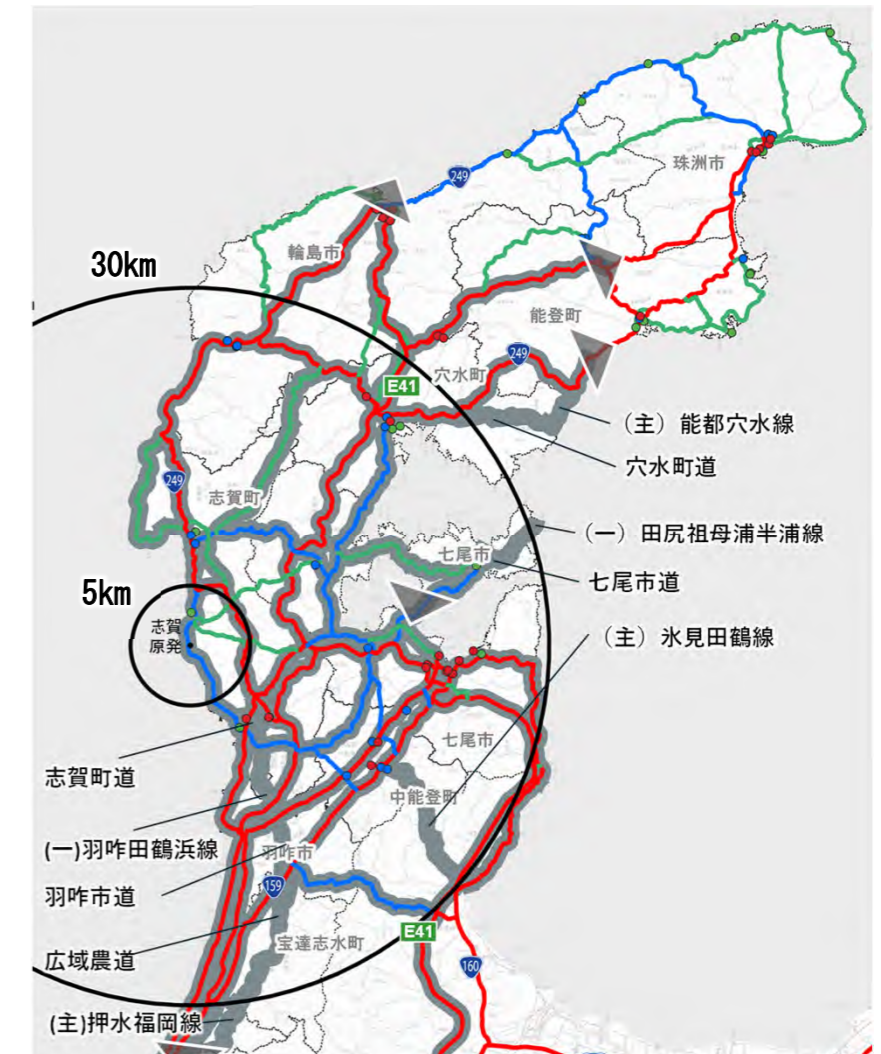 249
珠洲市
輪島市
30km
能登町
249
穴水町
E41
(主) 能都穴水線
穴水町道
249
志賀町
(一) 田尻祖母浦半浦線
七尾市
七尾市道
5km
志賀
原発
(主) 氷見田鶴線
七尾市
志賀町道
中能登町
(一)羽咋田鶴浜線
羽咋市
159
羽咋市道
E41
宝達志水町
広域農道
160
(主)押水福岡線